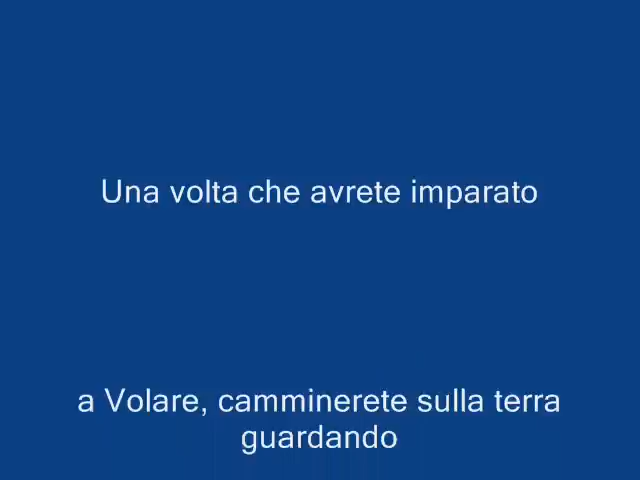 Una volta che avrete imparato
a Volare, camminerete sulla terra
guardando